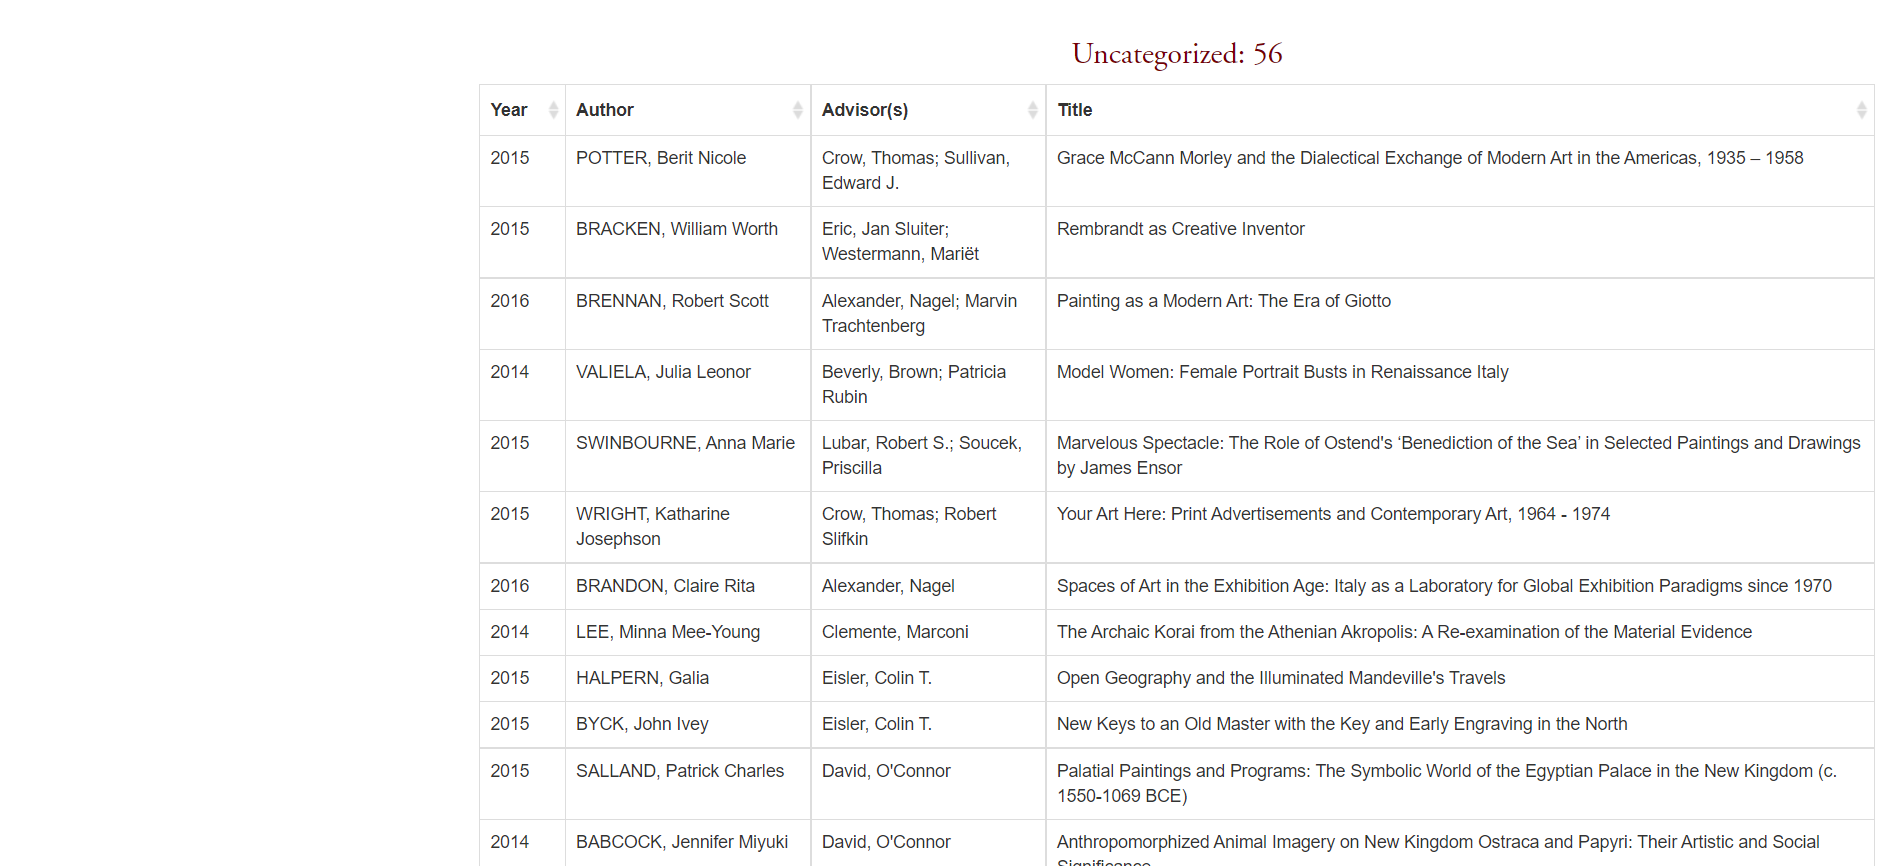 Uncategorized: 56
Year Author Advisor(s) Title
2015 POTTER, Berit Nicole Crow, Thomas; Sullivan, Grace McCann Morley and the Dialectical Exchange of Modern Art in the Americas, 1935 – 1958
Edward J.
2015 BRACKEN, William Worth Eric, Jan Sluiter; Rembrandt as Creative Inventor
Westermann, Mariët
2016 BRENNAN, Robert Scott Alexander, Nagel; Marvin Painting as a Modern Art: The Era of Giotto
Trachtenberg
2014 VALIELA, Julia Leonor Beverly, Brown; Patricia Model Women: Female Portrait Busts in Renaissance Italy
Rubin
2015 SWINBOURNE, Anna Marie Lubar, Robert S.; Soucek, Marvelous Spectacle: The Role of Ostend's ‘Benediction of the Sea’ in Selected Paintings and Drawings
Priscilla by James Ensor
2015 WRIGHT, Katharine Crow, Thomas; Robert Your Art Here: Print Advertisements and Contemporary Art, 1964 - 1974
Josephson Slifkin
2016 BRANDON, Claire Rita Alexander, Nagel Spaces of Art in the Exhibition Age: Italy as a Laboratory for Global Exhibition Paradigms since 1970
2014 LEE, Minna Mee-Young Clemente, Marconi The Archaic Korai from the Athenian Akropolis: A Re-examination of the Material Evidence
2015 HALPERN, Galia Eisler, Colin T. Open Geography and the Illuminated Mandeville's Travels
2015 BYCK, John Ivey Eisler, Colin T. New Keys to an Old Master with the Key and Early Engraving in the North
2015 SALLAND, Patrick Charles David, O'Connor Palatial Paintings and Programs: The Symbolic World of the Egyptian Palace in the New Kingdom (c.
1550-1069 BCE)
2014 BABCOCK, Jennifer Miyuki David, O'Connor Anthropomorphized Animal Imagery on New Kingdom Ostraca and Papyri: Their Artistic and Social
Significance